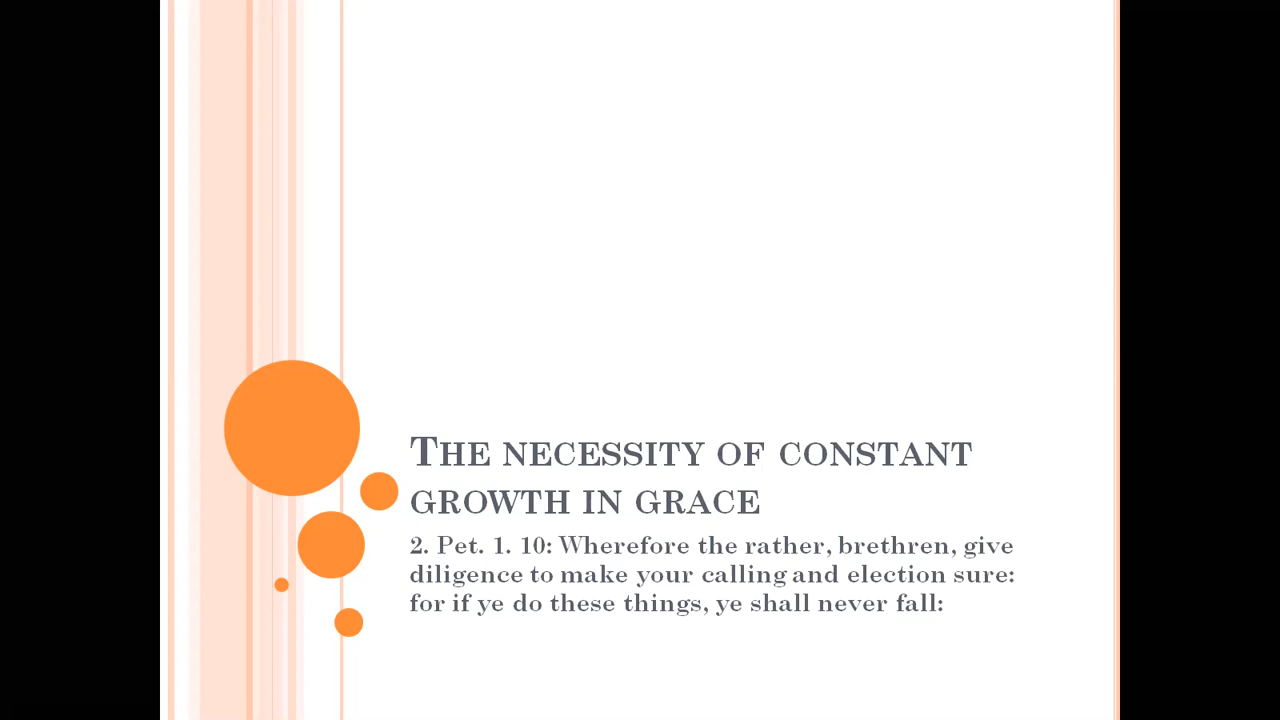 The necessity of constant
growth in grace
2. Pet. 1. 10: Wherefore the rather, brethren, give
diligence to make your calling and election sure:
for if ye do these things, ye shall never fall: